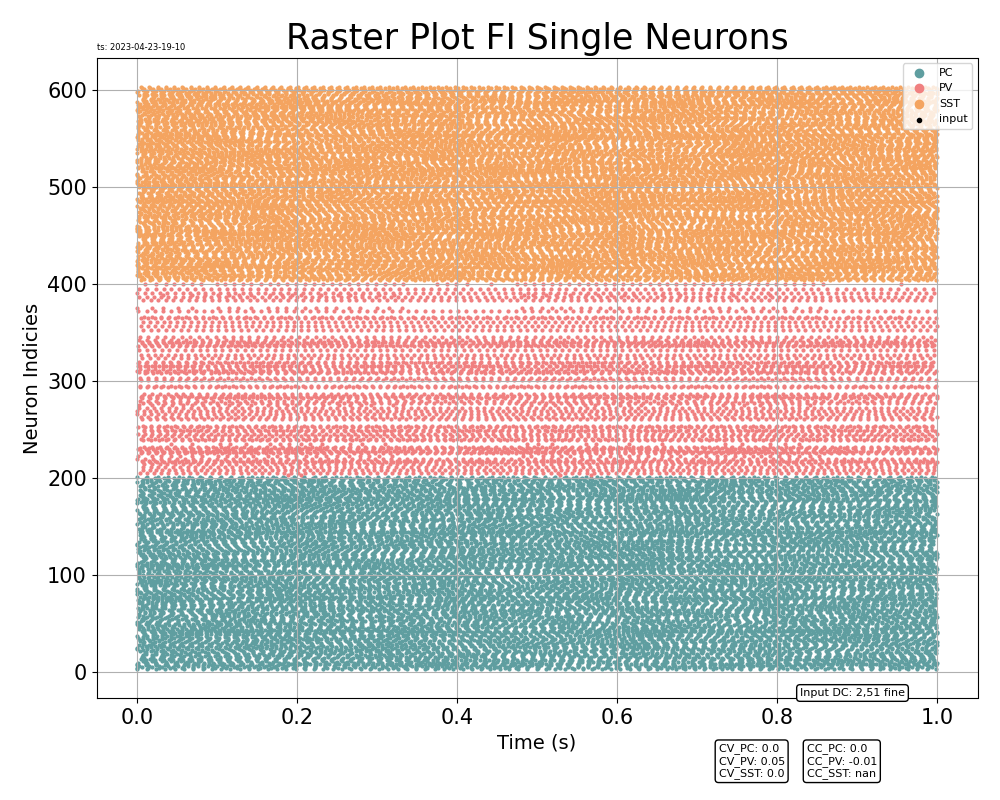 Raster Plot FI Single Neurons
ts: 2023-04-23-19-10
PC
PV
SST
input
600
500
400
300
200
100
0
Neuron Indicies
Input DC: 2,51 fine
0.0 0.2 0.4 0.6 0.8 1.0
Time (s)
CV_PC: 0.0
CV_PV: 0.05
CV_SST: 0.0
CC_PC: 0.0
CC_PV: -0.01
CC_SST: nan